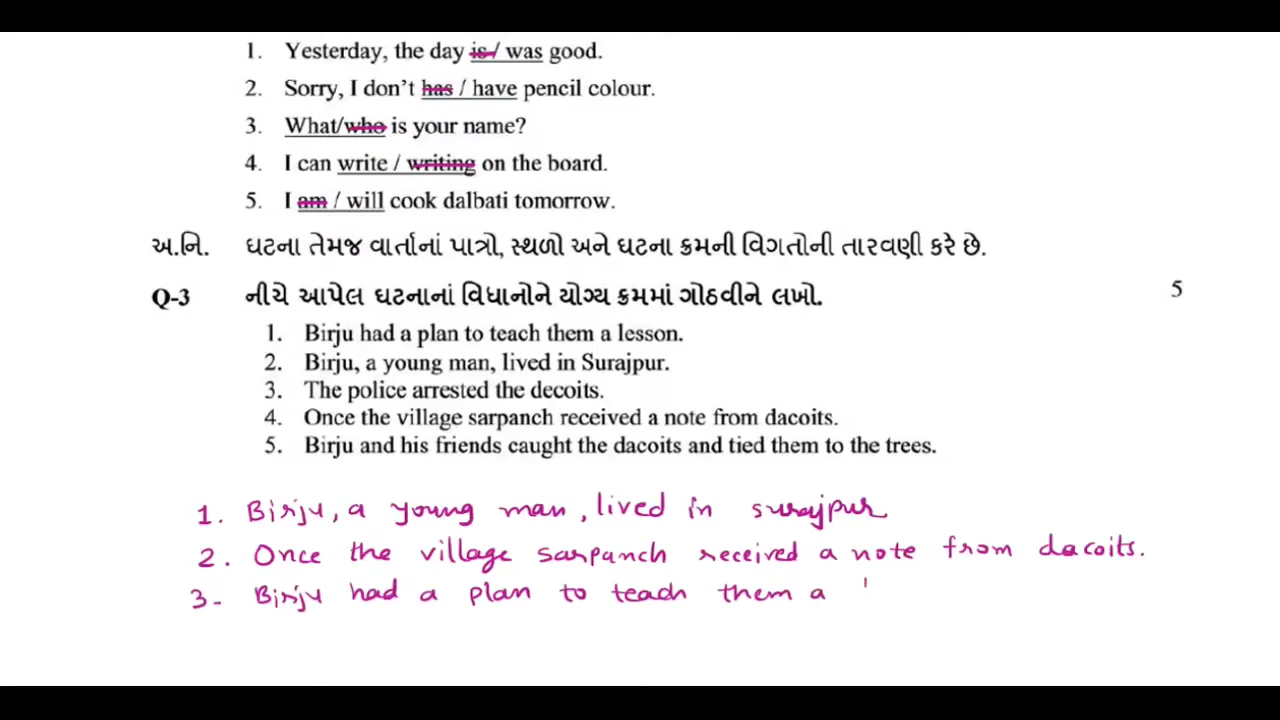 1. Yesterday, the day is / was good.
2. Sorry, I don't has / have pencil colour.
3. What/who is your name?
4. I can write / writing on the board.
5. I am / will cook dalbati tomorrow.
અ.નિ. ઘટના તેમજ વાર્તાનાં પાત્રો, સ્થળો અને ઘટના ક્રમની વિગતોની તારવણી કરે છે.
Q-3 નીચે આપેલ ઘટનાનાં વિધાનોને યોગ્ય ક્રમમાં ગોઠવીને લખો. 5
1. Birju had a plan to teach them a lesson.
2. Birju, a young man, lived in Surajpur.
3. The police arrested the decoits.
4. Once the village sarpanch received a note from dacoits.
5. Birju and his friends caught the dacoits and tied them to the trees.
1. Birju, a young man, lived in surajpur
2. Once the village sarpanch received a note from dacoits.
3. Birju had a plan to teach them a